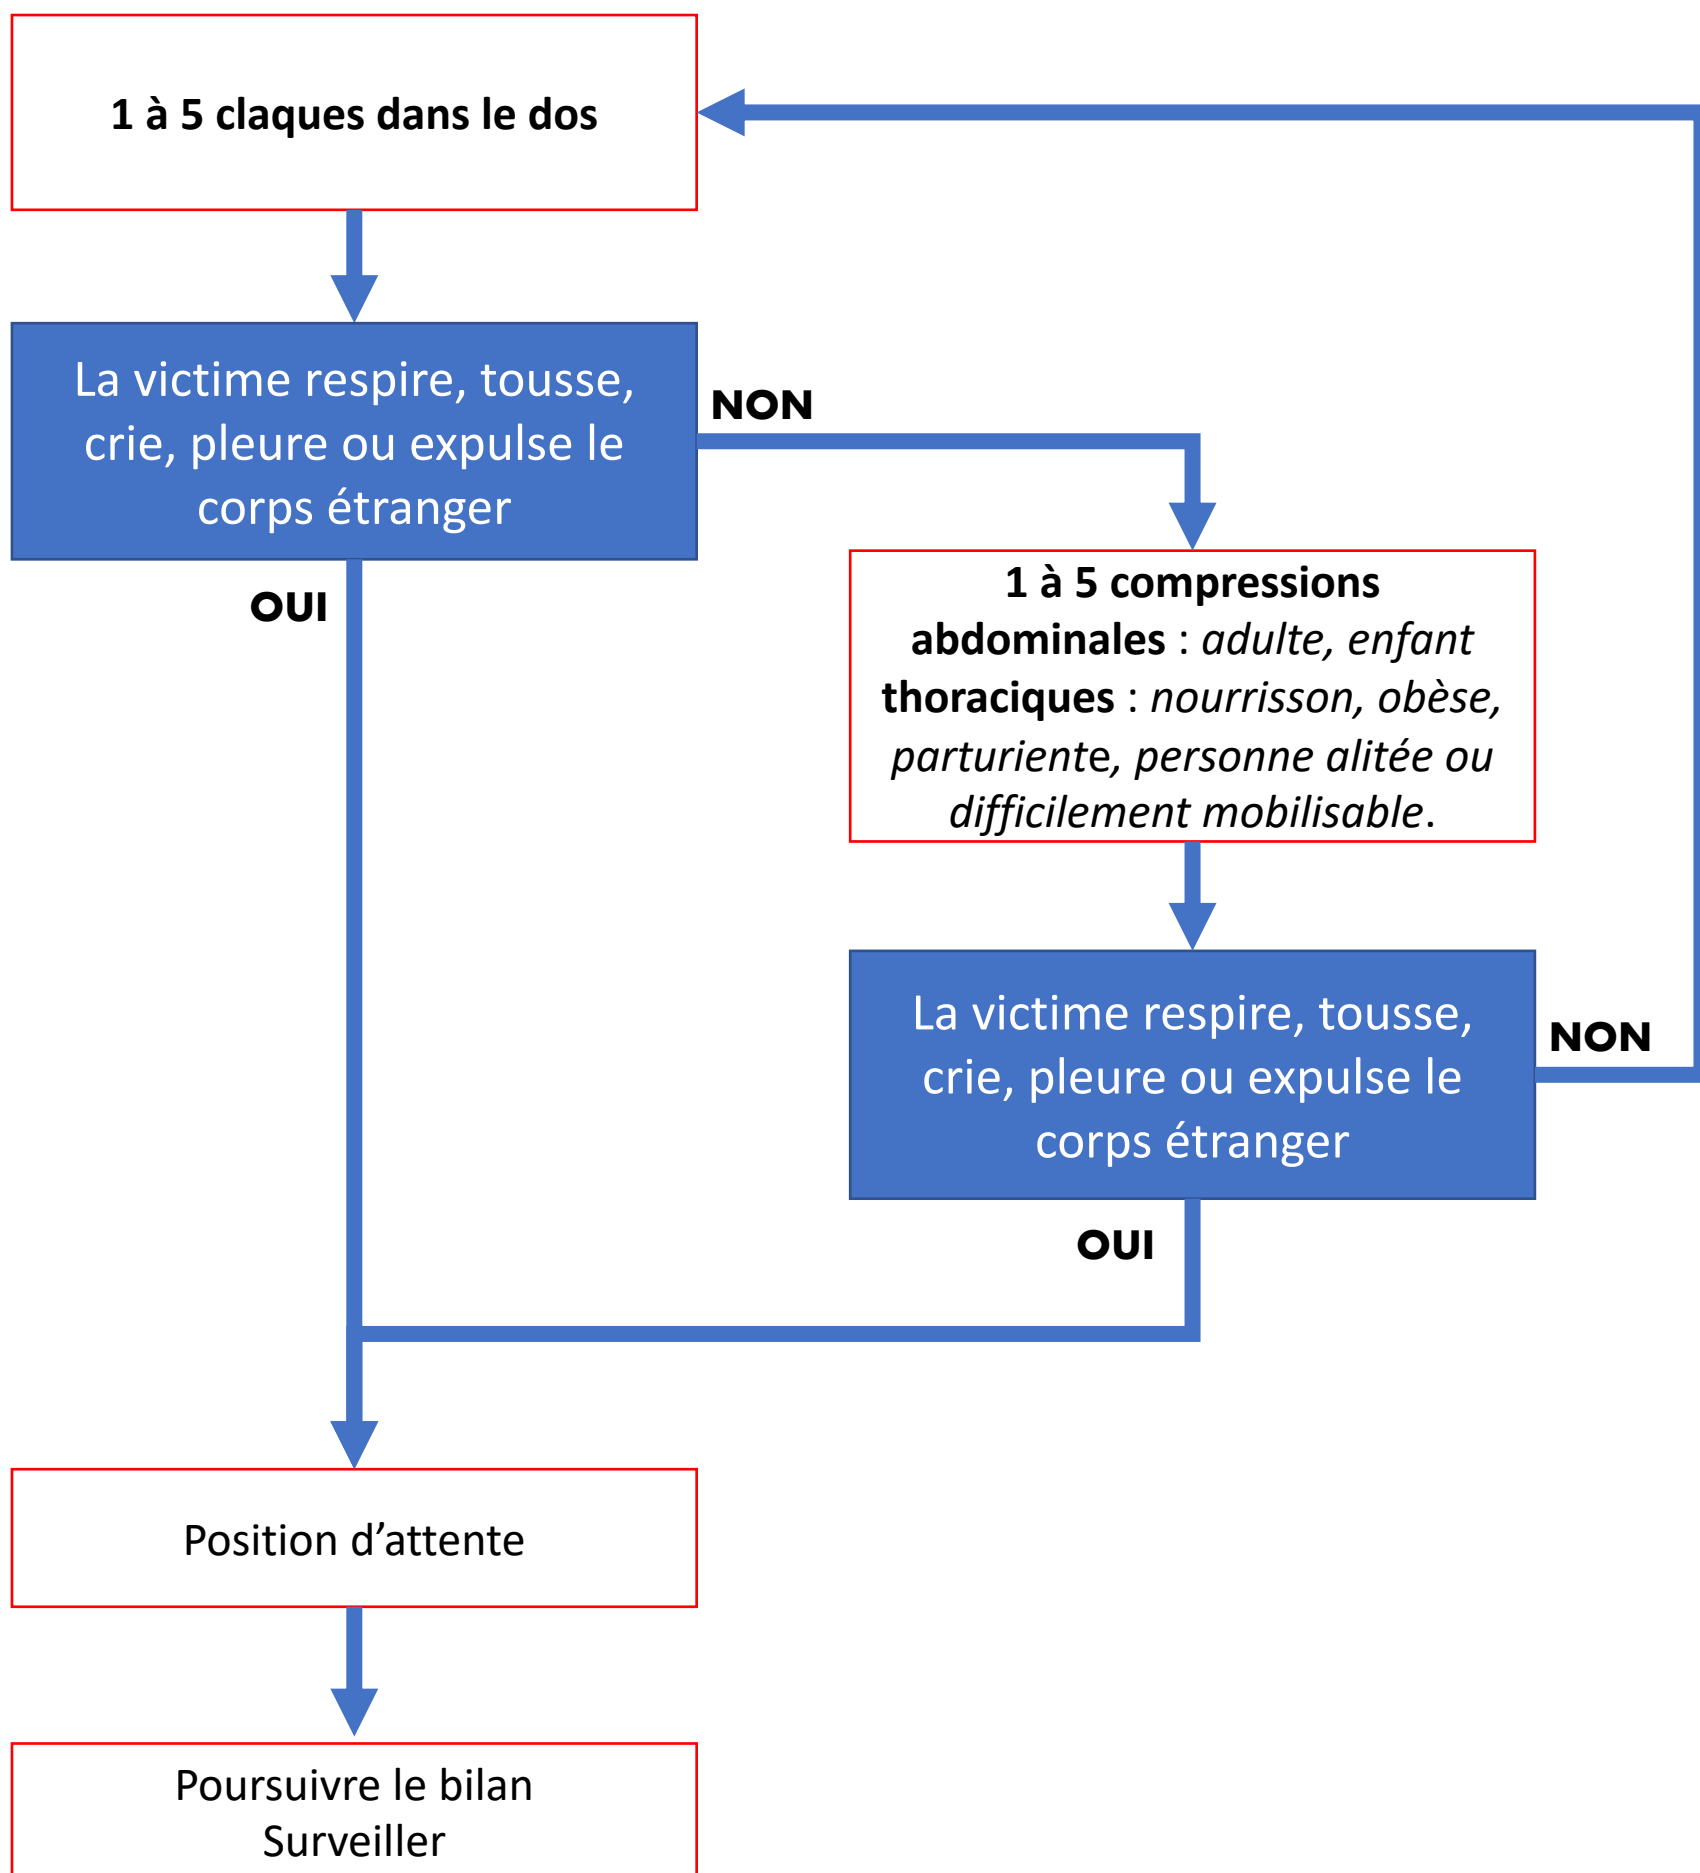 1 à 5 claques dans le dos
La victime respire, tousse,
crie, pleure ou expulse le
corps étranger
NON
OUI
1 à 5 compressions
abdominales : adulte, enfant
thoraciques : nourrisson, obèse,
parturiente, personne alitée ou
difficilement mobilisable.
La victime respire, tousse,
crie, pleure ou expulse le
corps étranger
NON
OUI
Position d’attente
Poursuivre le bilan
Surveiller